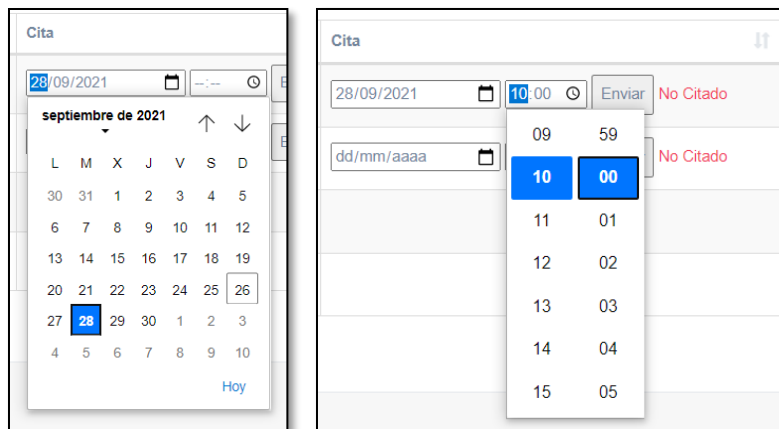 Cita
28/09/2021 --:--
septiembre de 2021
L M X J V S D
30 31 1 2 3 4 5
6 7 8 9 10 11 12
13 14 15 16 17 18 19
20 21 22 23 24 25 26
27 28 29 30 1 2 3
4 5 6 7 8 9 10
Hoy
Cita
28/09/2021 10:00 Enviar No Citado
dd/mm/aaaa No Citado
09 59
10 00
11 01
12 02
13 03
14 04
15 05